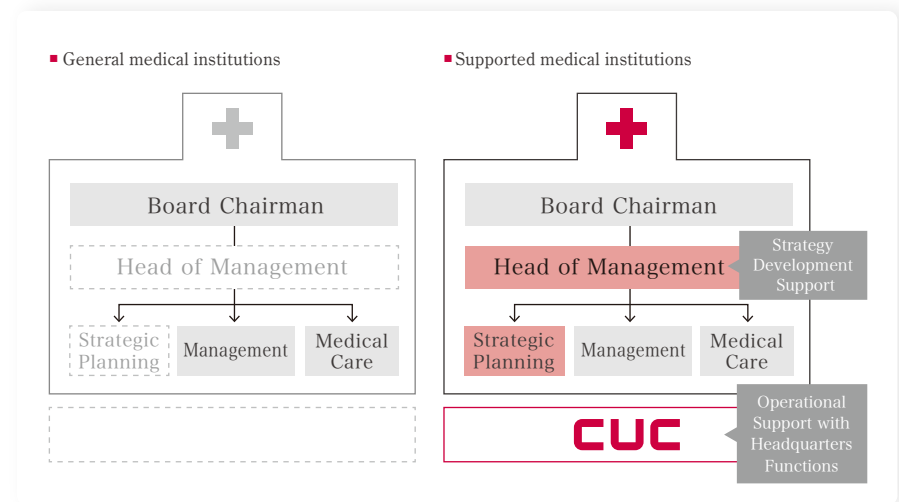 General medical institutions
Board Chairman
Head of Management
Strategic
Planning
Management
Medical
Care
Supported medical institutions
Board Chairman
Head of Management
Strategy
Development
Support
Strategic
Planning
Management
Medical
Care
CUC
Operational
Support with
Headquarters
Functions